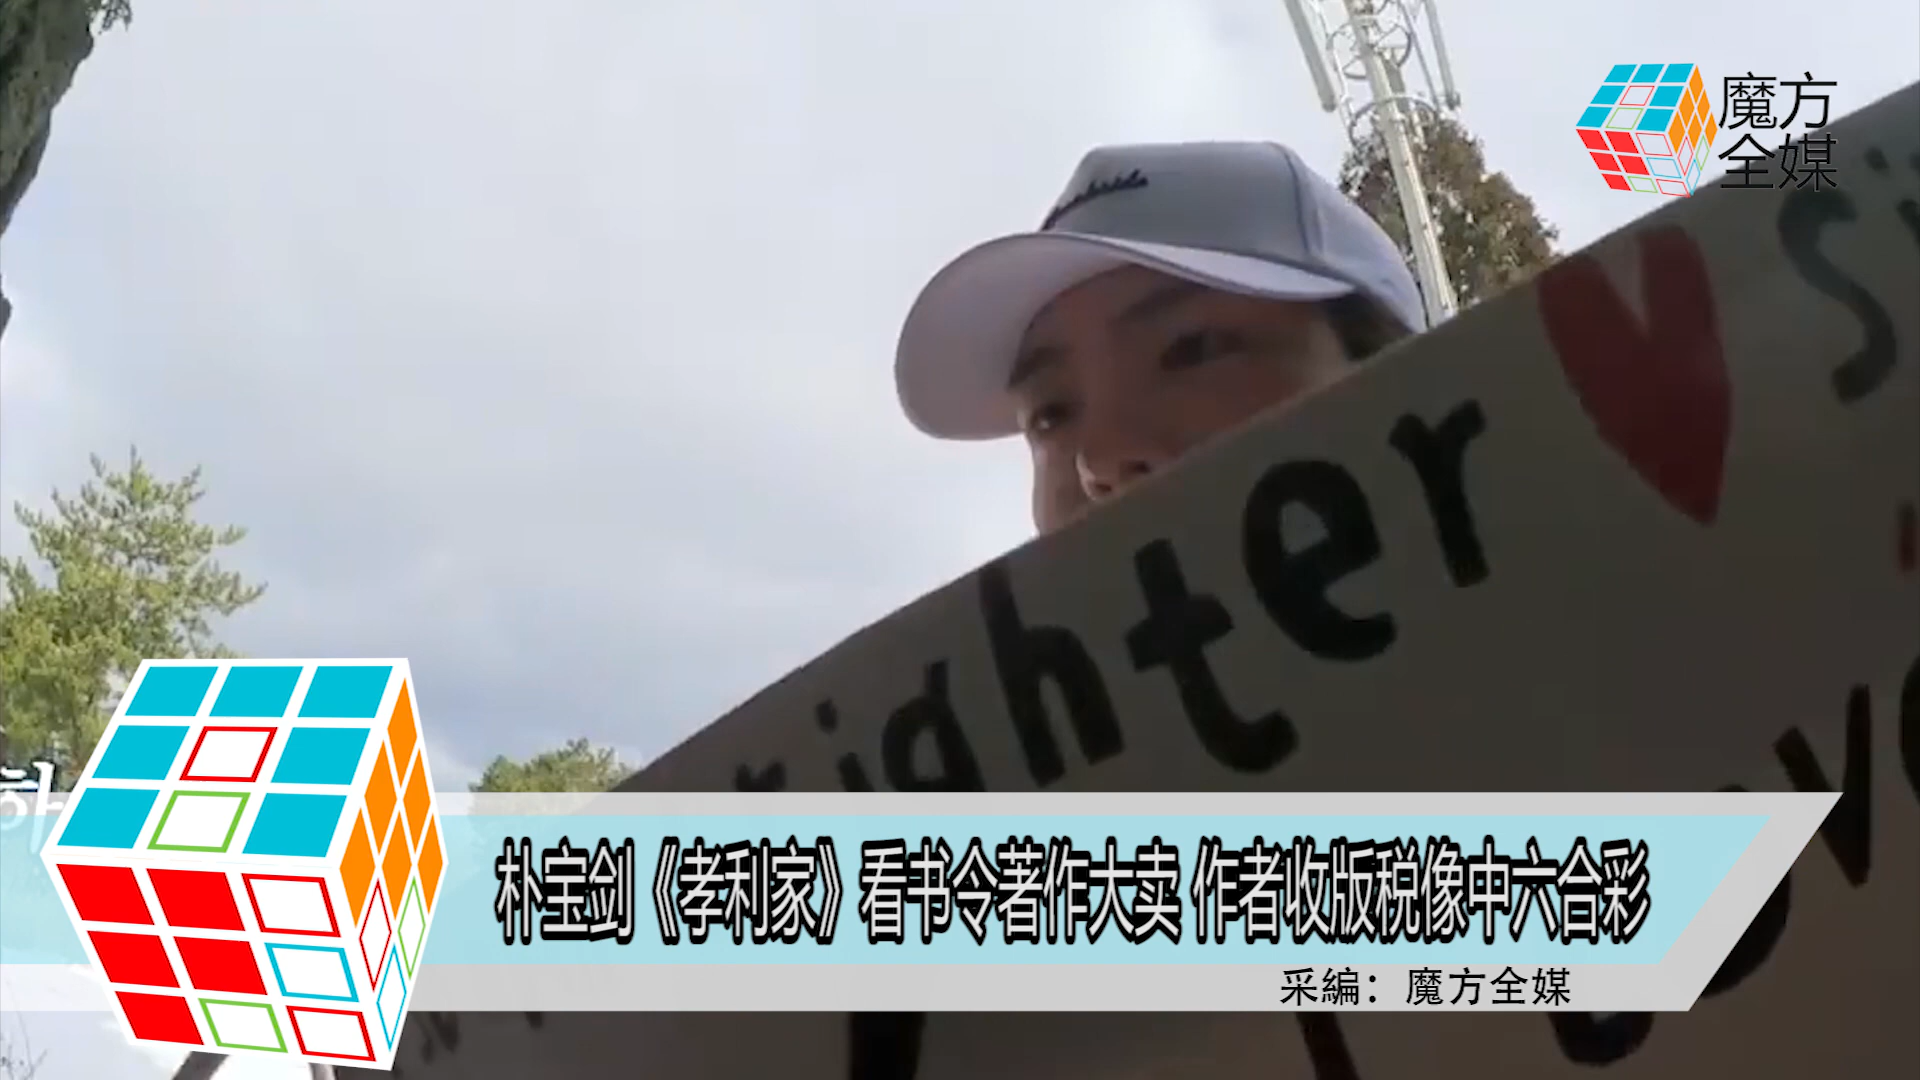 魔方
全媒
ighter ♥
朴宝剑《孝利家》看书令著作大卖 作者收版税像中六合彩
采編：魔方全媒